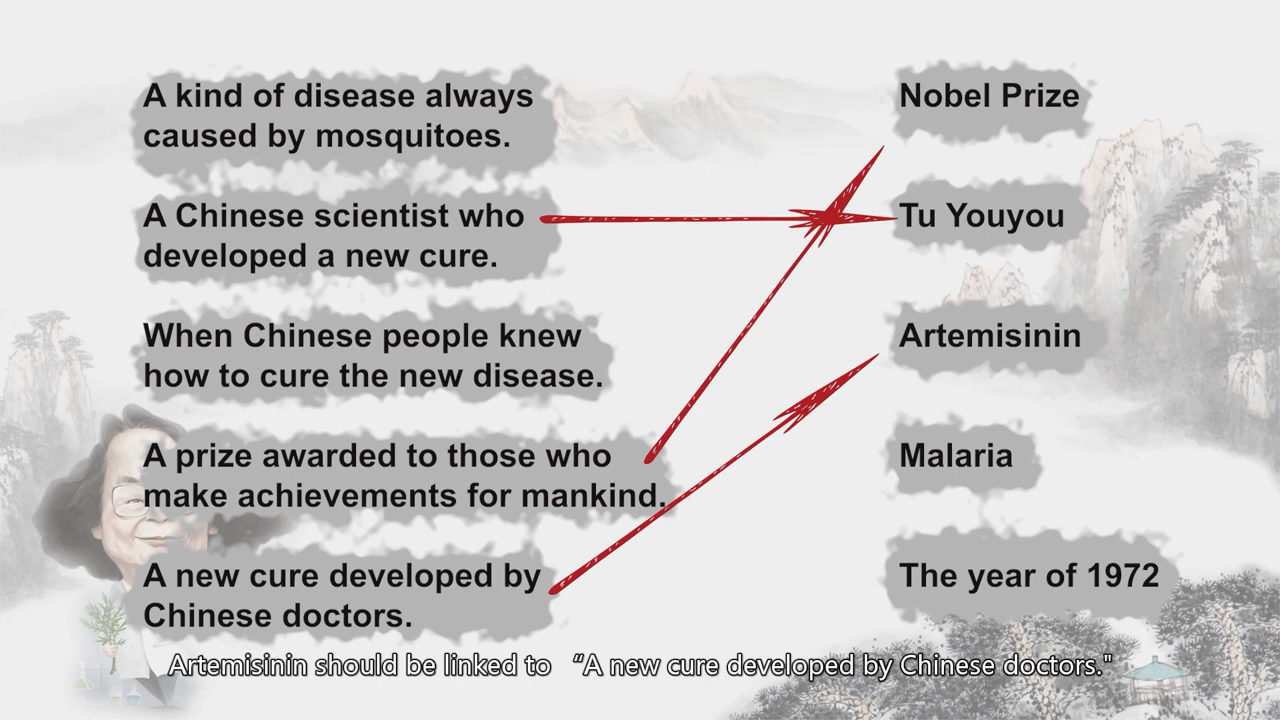 A kind of disease always
caused by mosquitoes.
Nobel Prize
A Chinese scientist who
developed a new cure.
Tu Youyou
When Chinese people knew
how to cure the new disease.
Artemisinin
A prize awarded to those who
make achievements for mankind.
Malaria
A new cure developed by
Chinese doctors.
The year of 1972
Artemisinin should be linked to “A new cure developed by Chinese doctors."